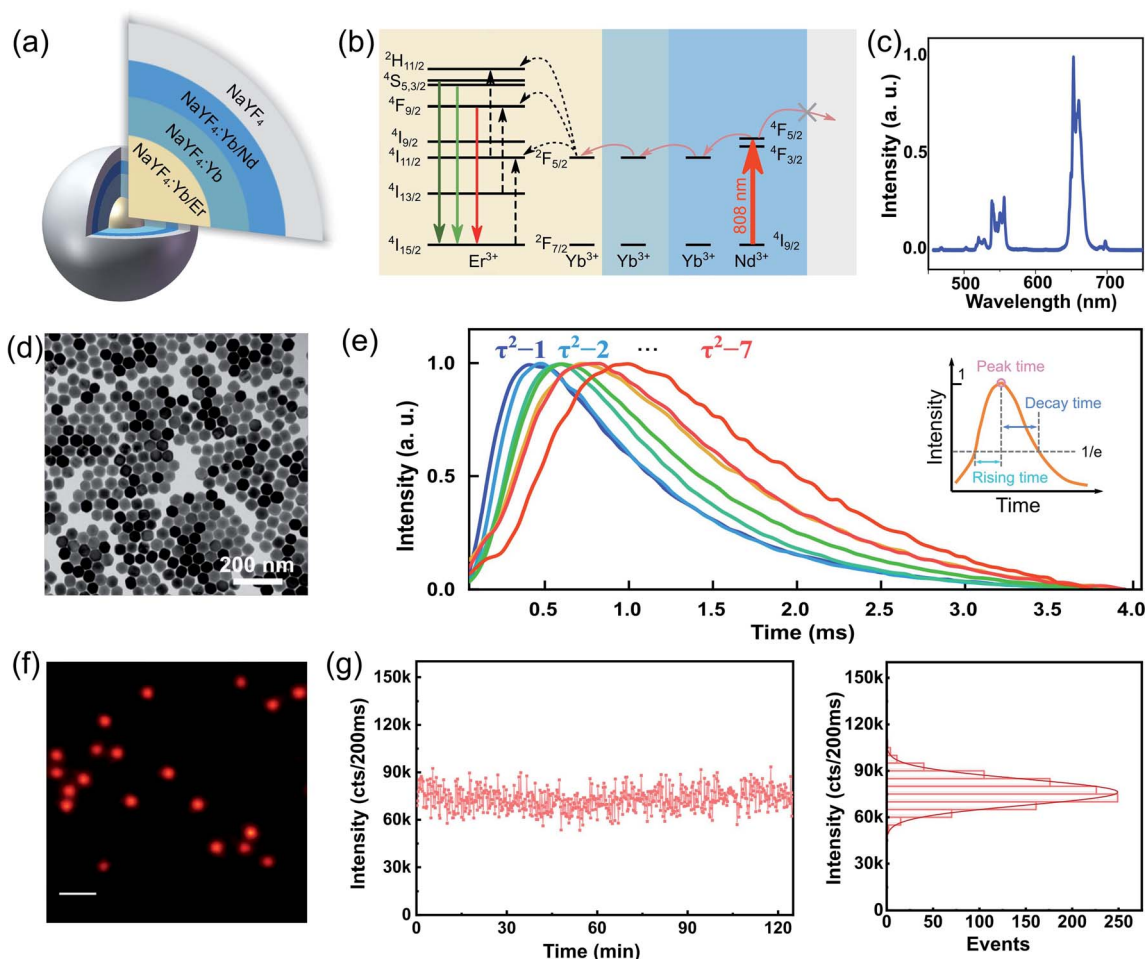 (a)
NaYF₄
NaYF₄:Yb/Nd
NaYF₄:Yb
NaYF₄:Yb/Er
(b)
²H₁₁/₂
⁴S₅,₃/₂
⁴F₉/₂
⁴I₉/₂
⁴I₁₁/₂
⁴I₁₃/₂
⁴I₁₅/₂
Er³⁺
²F₅/₂
²F₇/₂
Yb³⁺
Yb³⁺
Yb³⁺
Nd³⁺
808 nm
⁴F₅/₂
⁴F₃/₂
⁴I₉/₂
(c)
Intensity (a. u.)
1.0
0.5
0.0
500
600
700
Wavelength (nm)
(d)
200 nm
(e)
τ²−1 τ²−2 ... τ²−7
Intensity (a. u.)
1.0
0.5
0.0
0.5 1.0 1.5 2.0 2.5 3.0 3.5 4.0
Time (ms)
Peak time
1
Decay time
Intensity
1/e
Rising time
Time
(f)
(g)
Intensity (cts/200ms)
150k
120k
90k
60k
30k
0
0 30 60 90 120
Time (min)
Intensity (cts/200ms)
150k
120k
90k
60k
30k
0
0 50 100 150 200 250
Events